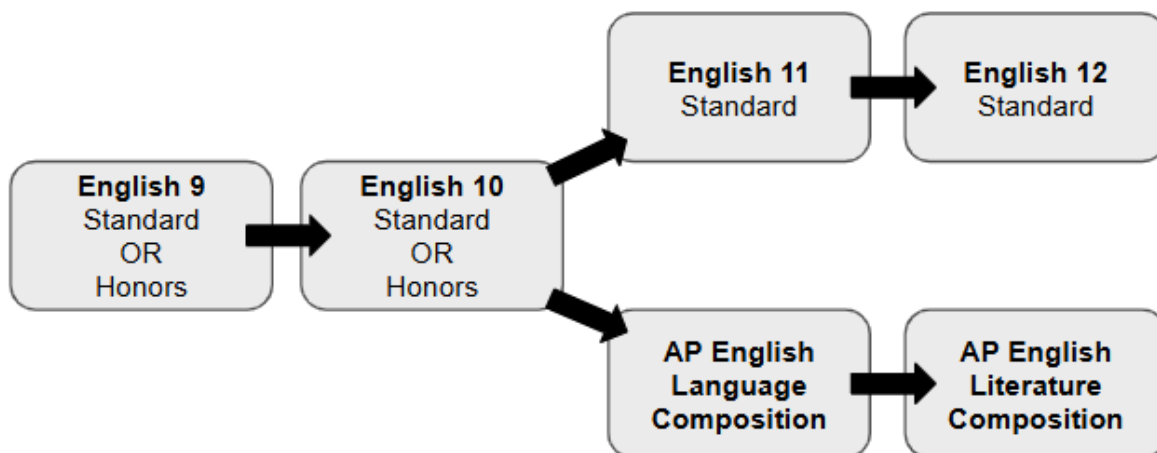 English 11
Standard
English 12
Standard
English 9
Standard
OR
Honors
English 10
Standard
OR
Honors
AP English
Language
Composition
AP English
Literature
Composition